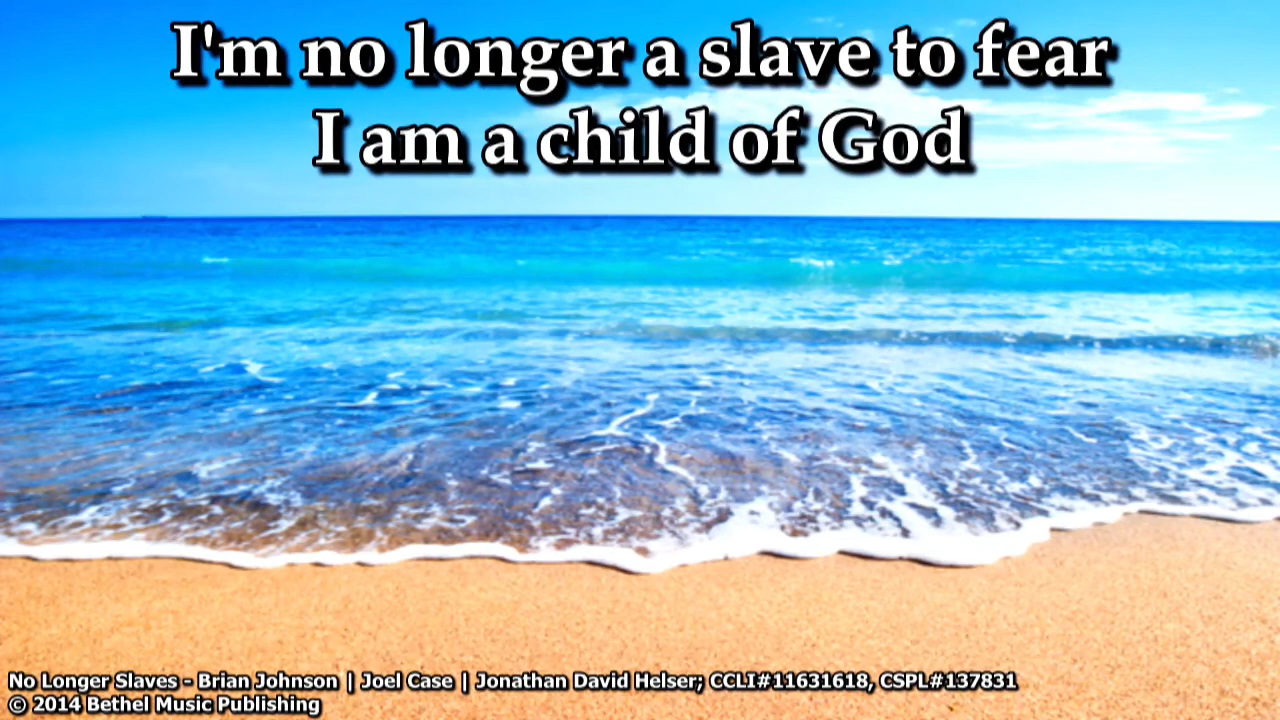 I'm no longer a slave to fear
I am a child of God
No Longer Slaves - Brian Johnson | Joel Case | Jonathan David Helser; CCLI#11631618, CSPL#137831
© 2014 Bethel Music Publishing